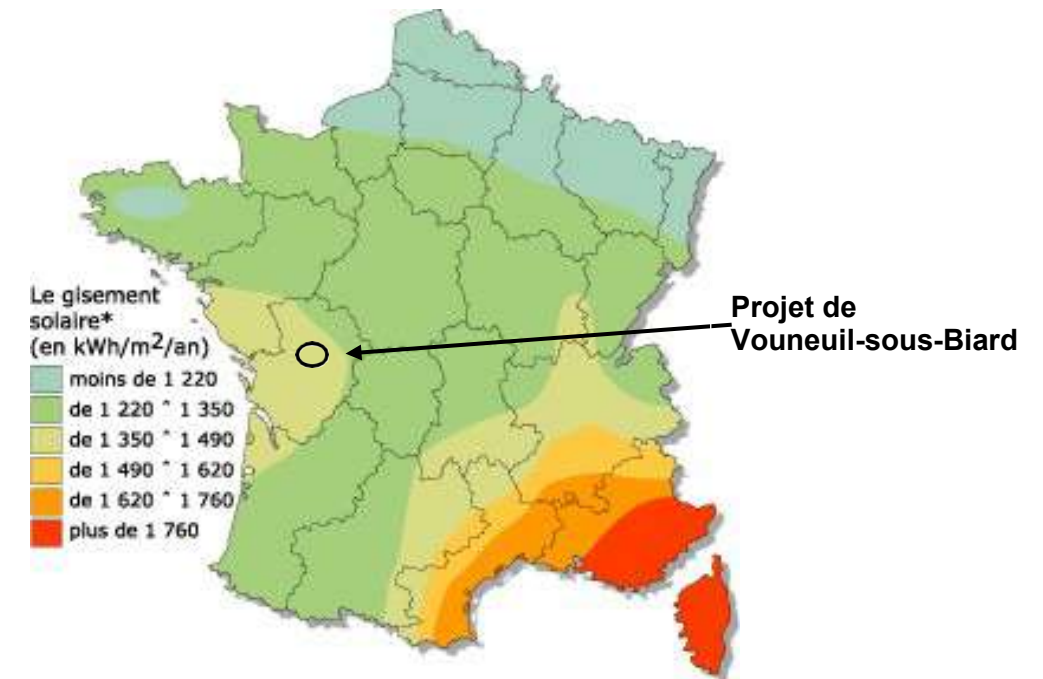 Le gisement
solaire*
(en kWh/m²/an)
moins de 1 220
de 1 220 ˆ 1 350
de 1 350 ˆ 1 490
de 1 490 ˆ 1 620
de 1 620 ˆ 1 760
plus de 1 760
Projet de
Vouneuil-sous-Biard